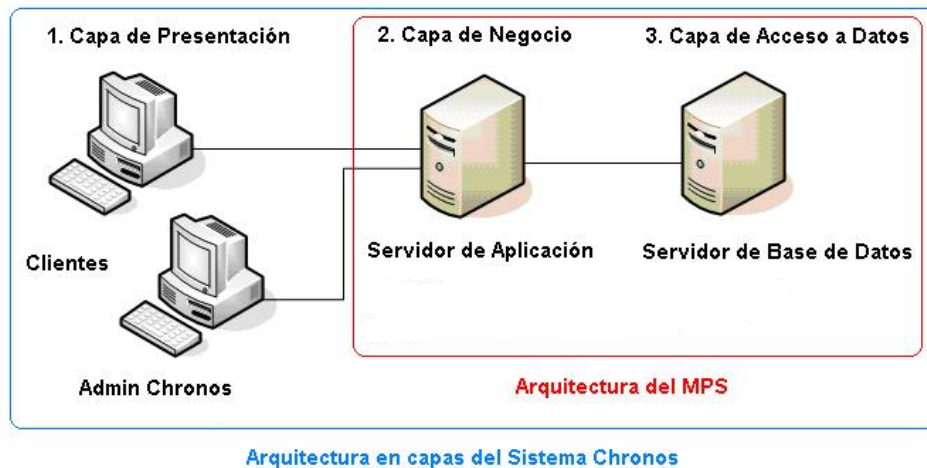 1. Capa de Presentación
2. Capa de Negocio
3. Capa de Acceso a Datos
Servidor de Aplicación
Servidor de Base de Datos
Clientes
Admin Chronos
Arquitectura del MPS
Arquitectura en capas del Sistema Chronos